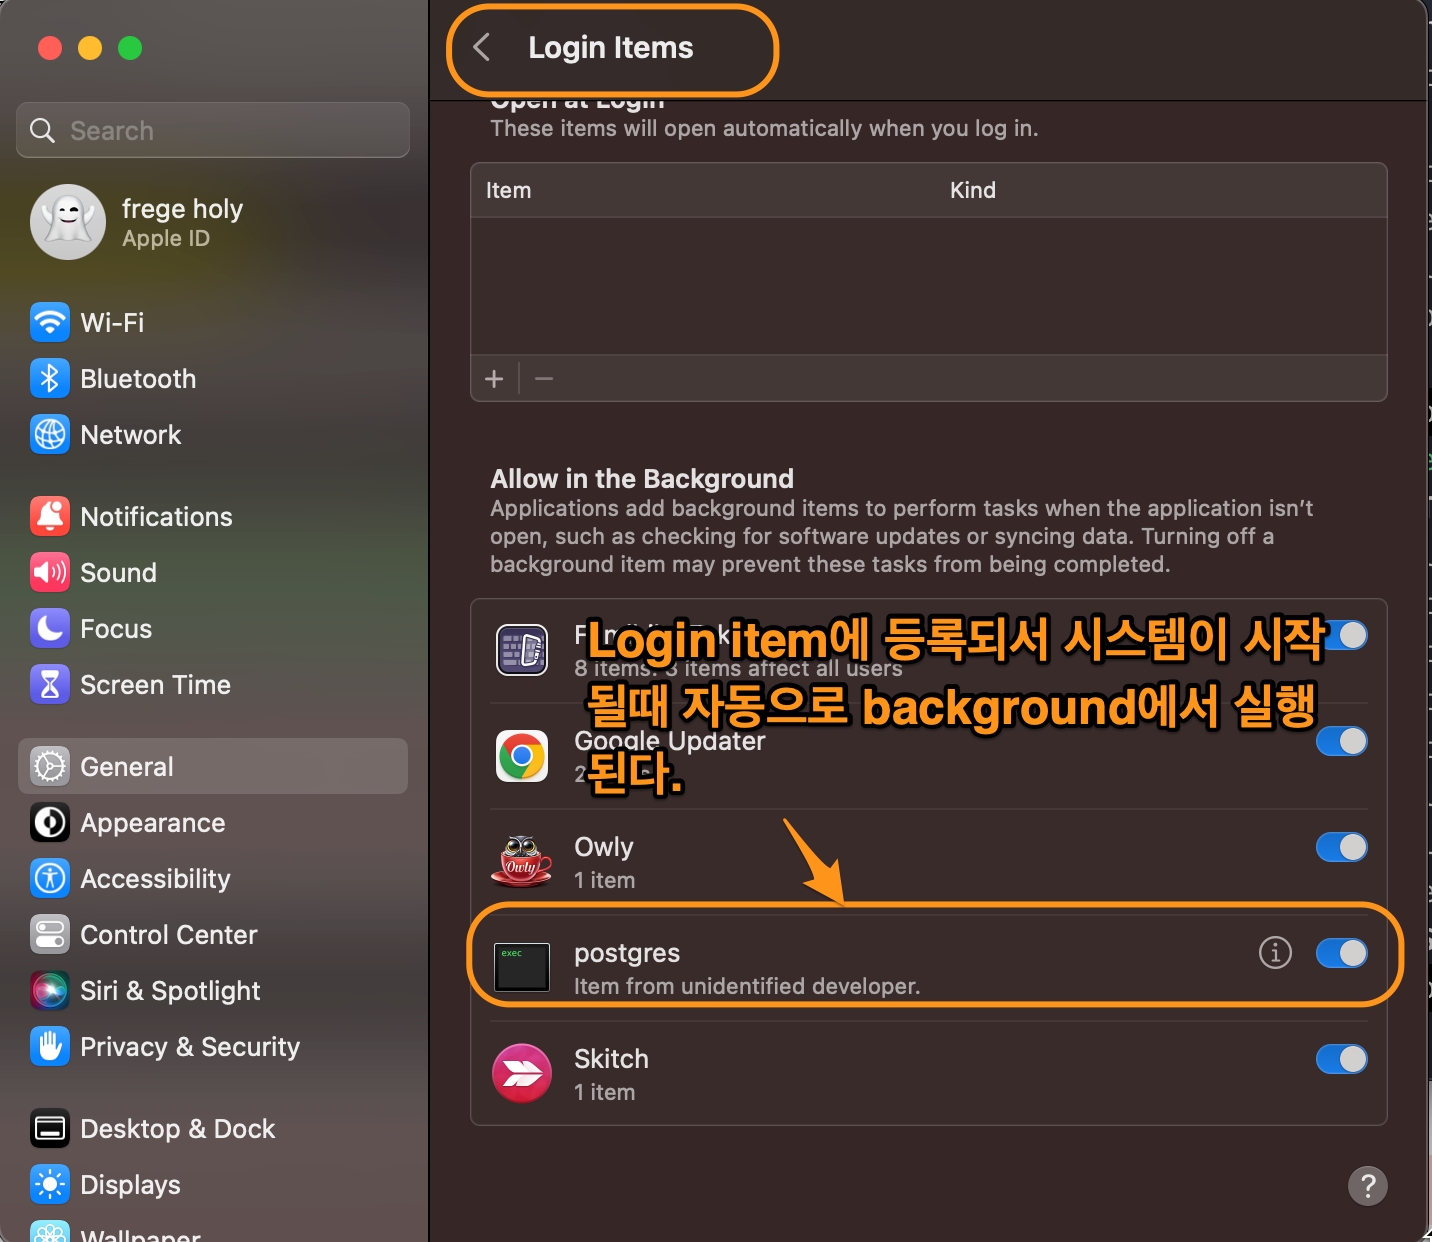 Login Items
Search
frege holy
Apple ID
Wi-Fi
Bluetooth
Network
Notifications
Sound
Focus
Screen Time
General
Appearance
Accessibility
Control Center
Siri & Spotlight
Privacy & Security
Desktop & Dock
Displays
Wallpaper
Open at Login
These items will open automatically when you log in.
Item Kind
Allow in the Background
Applications add background items to perform tasks when the application isn’t
open, such as checking for software updates or syncing data. Turning off a
background item may prevent these tasks from being completed.
Login item에 등록되서 시스템이 시작
될때 자동으로 background에서 실행
된다.
8 items: 3 items affect all users
Google Updater
Owly
Owly
1 item
exec
postgres
Item from unidentified developer.
Skitch
1 item
?